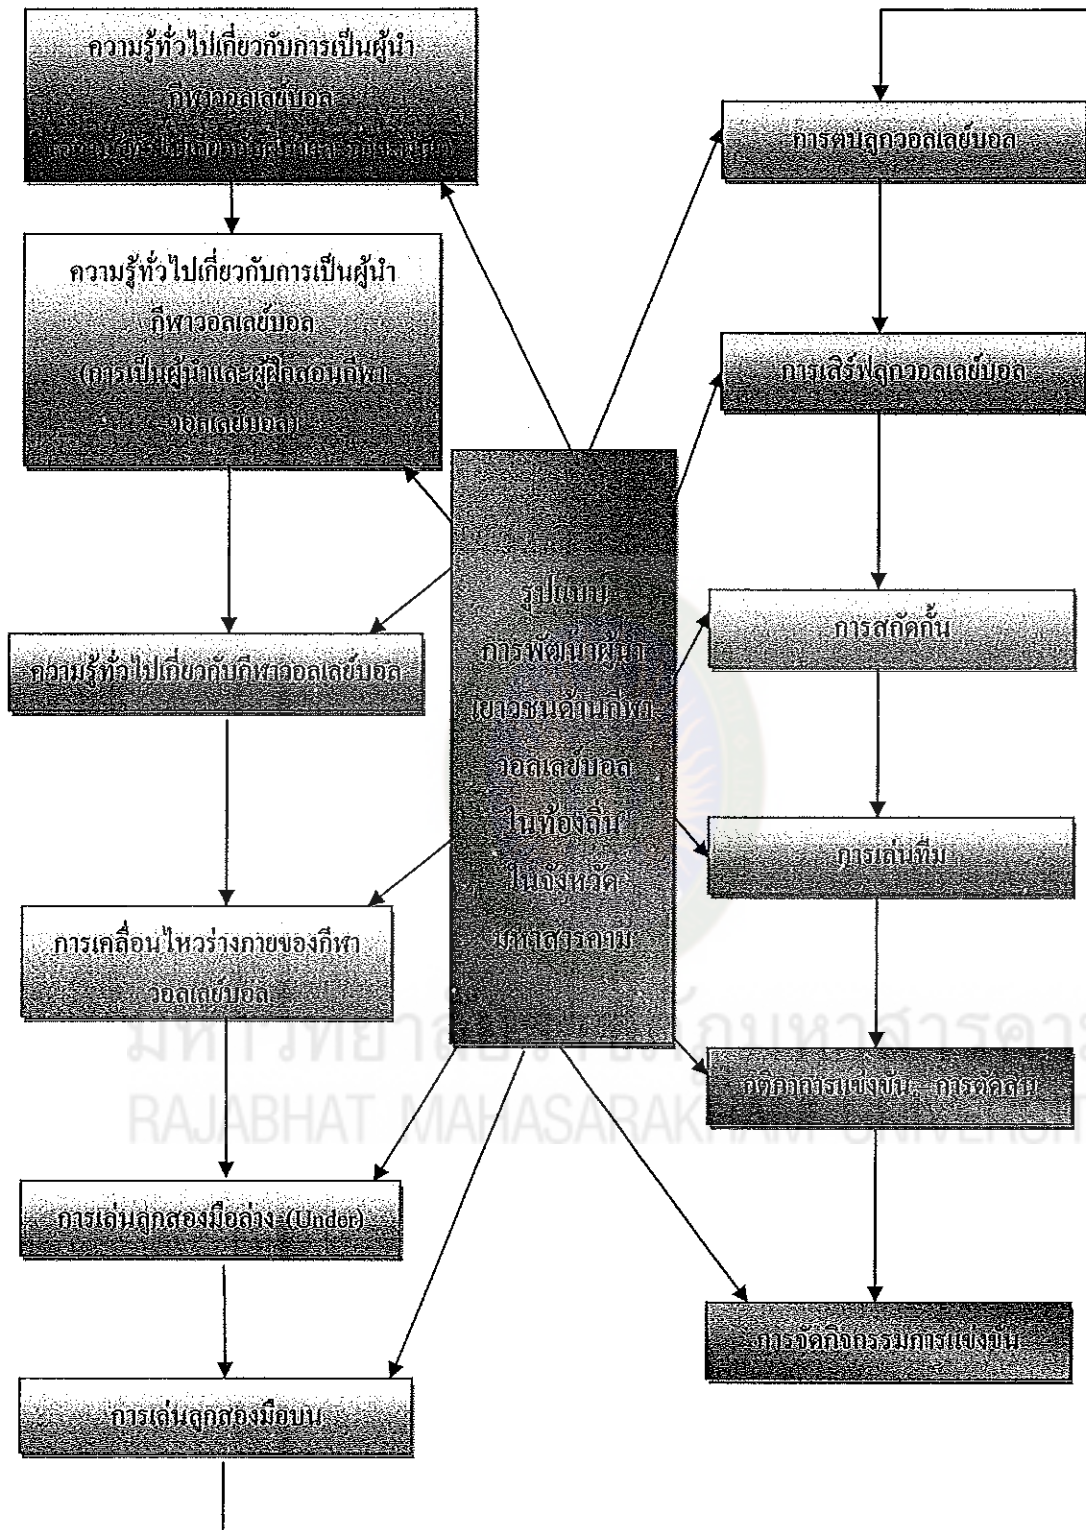 ความรู้ทั่วไปเกี่ยวกับการเป็นผู้นำ
กีฬาวอลเลย์บอล
ความรู้ทั่วไปเกี่ยวกับการเป็นผู้นำ
กีฬาวอลเลย์บอล
(การเป็นผู้นำและผู้ฝึกสอนกีฬา
วอลเลย์บอล)
ความรู้ทั่วไปเกี่ยวกับกีฬาวอลเลย์บอล
การเคลื่อนไหวร่างกายของกีฬา
วอลเลย์บอล
การเล่นลูกสองมือล่าง (Under)
การเล่นลูกสองมือบน
รูปแบบ
การพัฒนาผู้นำ
เยาวชนด้านกีฬา
วอลเลย์บอล
ในท้องถิ่น
ในจังหวัด
มหาสารคาม
การตบลูกวอลเลย์บอล
การเสิร์ฟลูกวอลเลย์บอล
การสกัดกั้น
การเล่นทีม
กติกาการแข่งขัน การตัดสิน
การจัดกิจกรรมการแข่งขัน
RAJABHAT MAHASARAKHAM UNIVERSIT